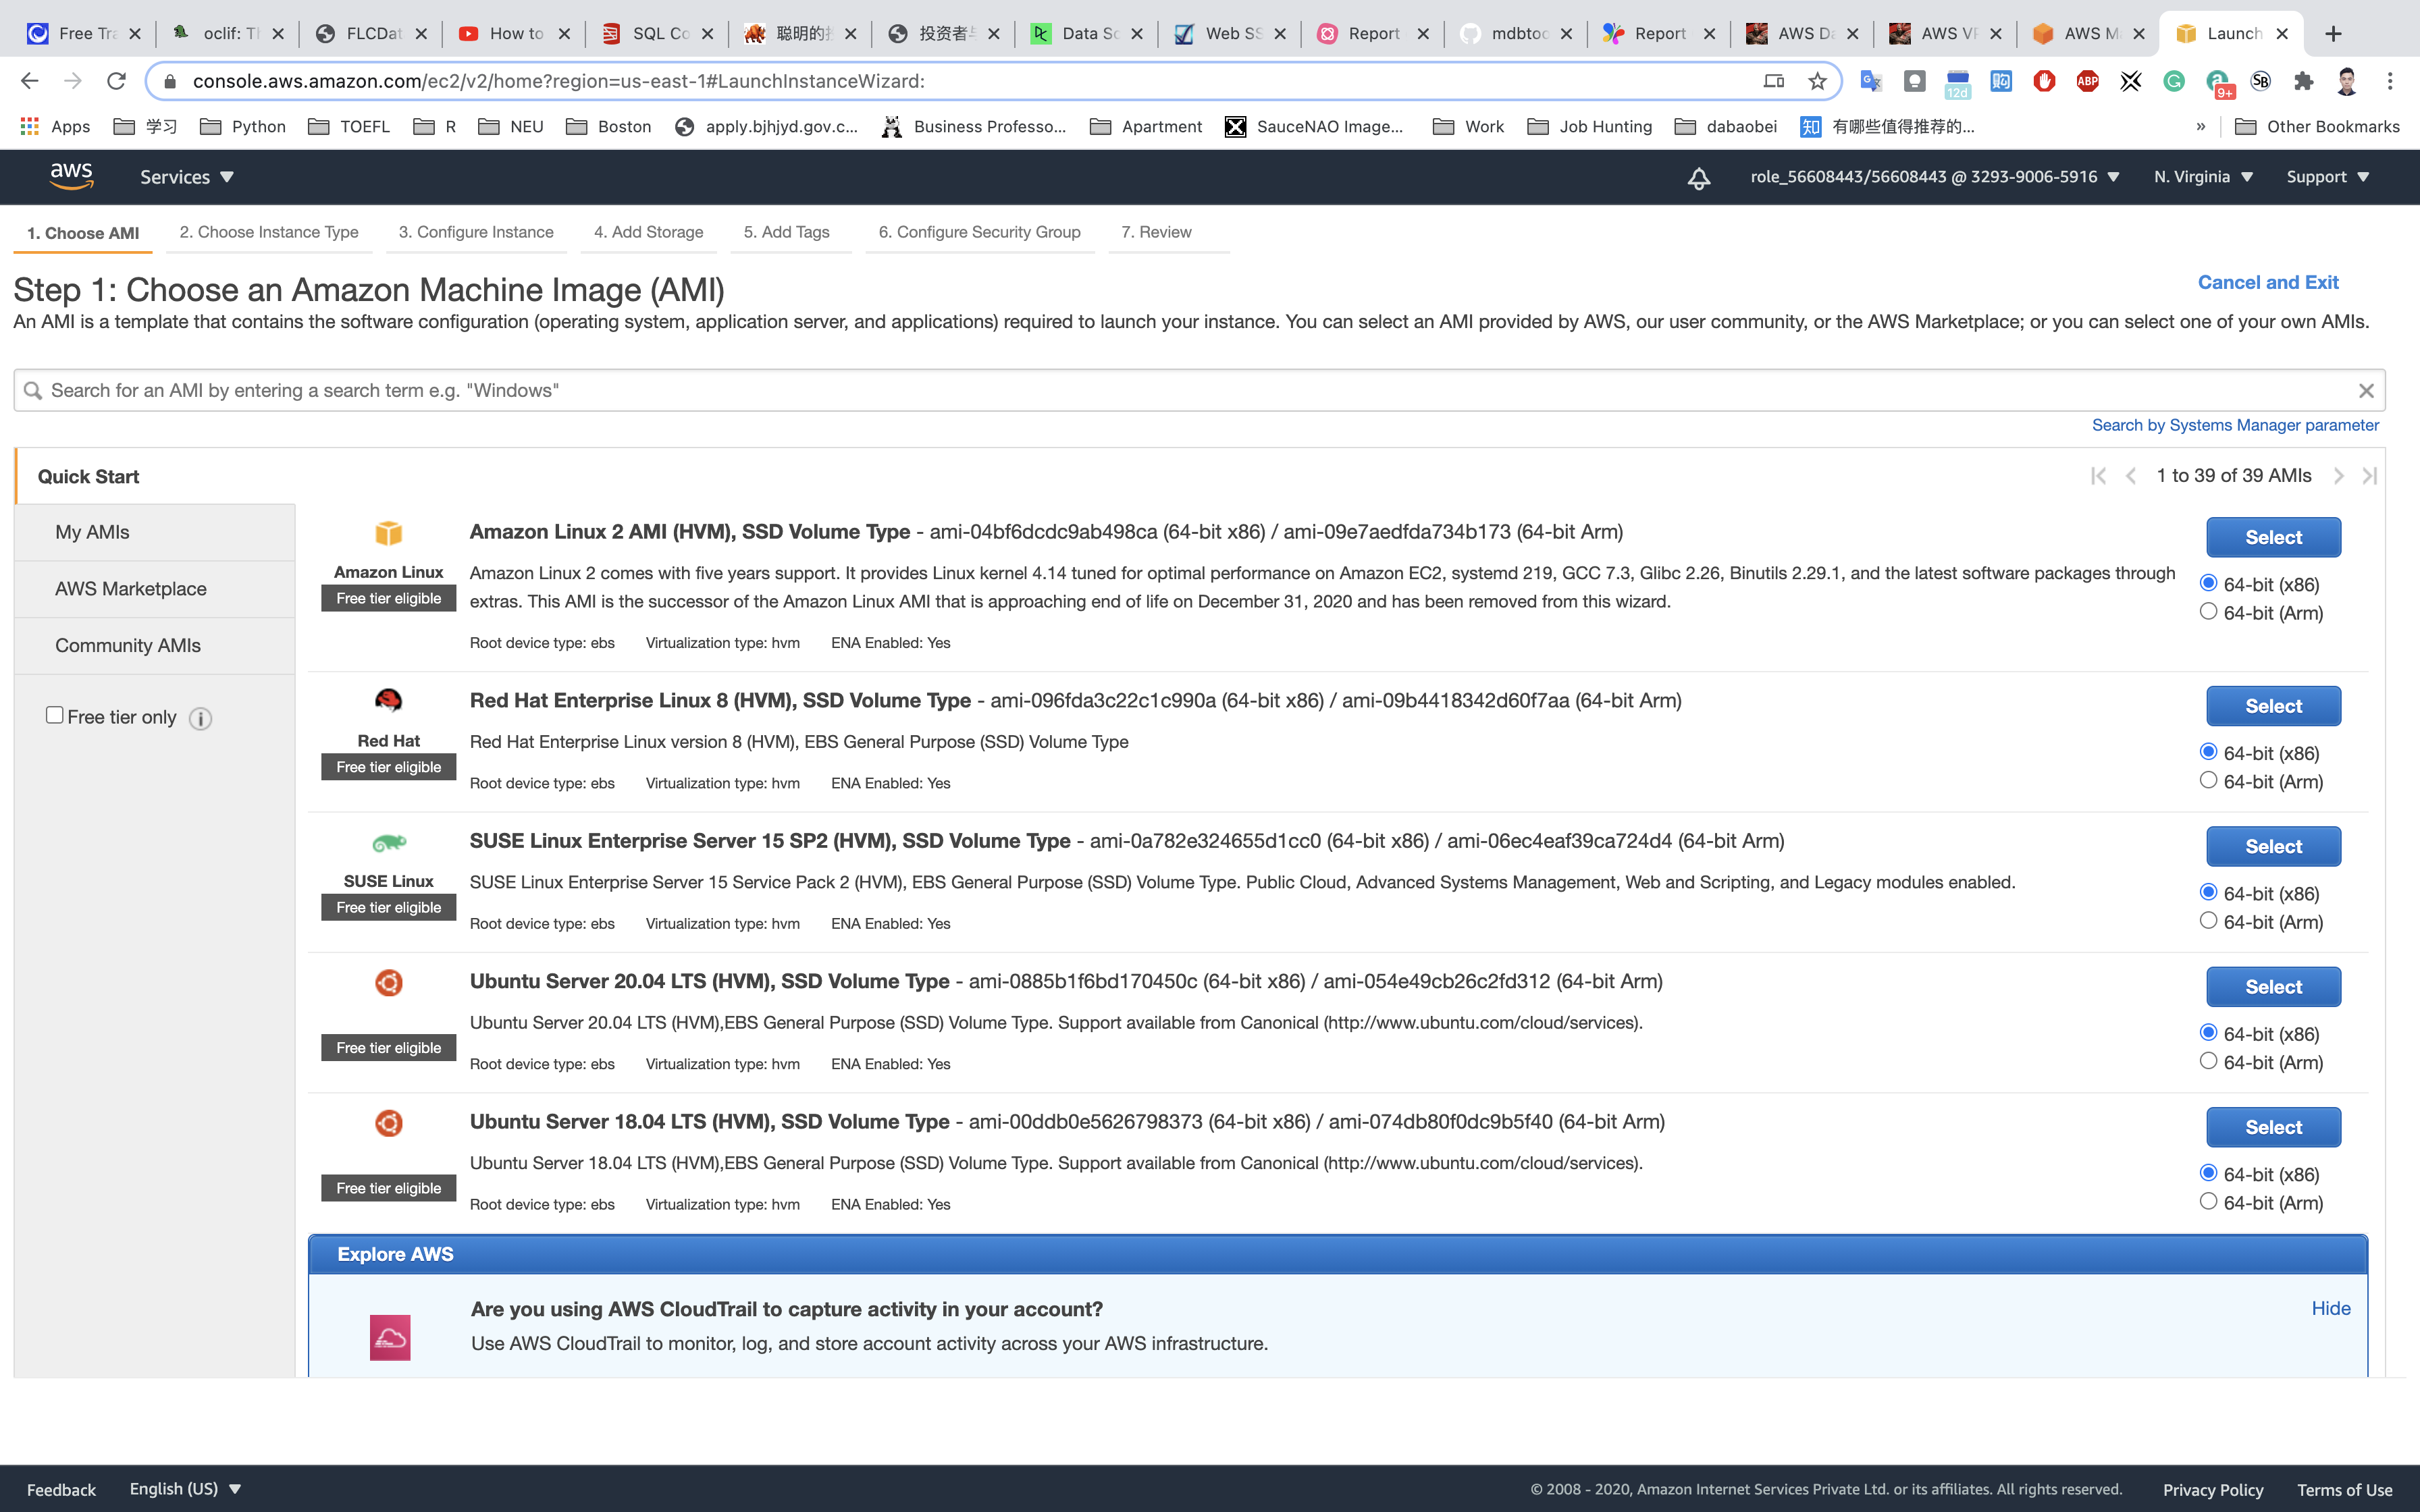 Free Tra
oclif: Th
FLCDat
How to
SQL Co
聪明的投
投资者与
Data Sc
Web SS
Report
mdbtoo
Report
AWS Da
AWS VP
AWS M
Launch
console.aws.amazon.com/ec2/v2/home?region=us-east-1#LaunchInstanceWizard:
12d
ABP
9+
SB
Apps
学习
Python
TOEFL
R
NEU
Boston
apply.bjhjyd.gov.c...
Business Professo...
Apartment
SauceNAO Image...
Work
Job Hunting
dabaobei
知
有哪些值得推荐的...
»
Other Bookmarks
aws
Services
role_56608443/56608443 @ 3293-9006-5916
N. Virginia
Support
1. Choose AMI
2. Choose Instance Type
3. Configure Instance
4. Add Storage
5. Add Tags
6. Configure Security Group
7. Review
Step 1: Choose an Amazon Machine Image (AMI)
Cancel and Exit
An AMI is a template that contains the software configuration (operating system, application server, and applications) required to launch your instance. You can select an AMI provided by AWS, our user community, or the AWS Marketplace; or you can select one of your own AMIs.
Search for an AMI by entering a search term e.g. "Windows"
Search by Systems Manager parameter
Quick Start
My AMIs
AWS Marketplace
Community AMIs
Free tier only
1 to 39 of 39 AMIs
Amazon Linux
Free tier eligible
Amazon Linux 2 AMI (HVM), SSD Volume Type - ami-04bf6dcdc9ab498ca (64-bit x86) / ami-09e7aedfda734b173 (64-bit Arm)
Amazon Linux 2 comes with five years support. It provides Linux kernel 4.14 tuned for optimal performance on Amazon EC2, systemd 219, GCC 7.3, Glibc 2.26, Binutils 2.29.1, and the latest software packages through
extras. This AMI is the successor of the Amazon Linux AMI that is approaching end of life on December 31, 2020 and has been removed from this wizard.
Root device type: ebs Virtualization type: hvm ENA Enabled: Yes
Select
64-bit (x86)
64-bit (Arm)
Red Hat
Free tier eligible
Red Hat Enterprise Linux 8 (HVM), SSD Volume Type - ami-096fda3c22c1c990a (64-bit x86) / ami-09b4418342d60f7aa (64-bit Arm)
Red Hat Enterprise Linux version 8 (HVM), EBS General Purpose (SSD) Volume Type
Root device type: ebs Virtualization type: hvm ENA Enabled: Yes
Select
64-bit (x86)
64-bit (Arm)
SUSE Linux
Free tier eligible
SUSE Linux Enterprise Server 15 SP2 (HVM), SSD Volume Type - ami-0a782e324655d1cc0 (64-bit x86) / ami-06ec4eaf39ca724d4 (64-bit Arm)
SUSE Linux Enterprise Server 15 Service Pack 2 (HVM), EBS General Purpose (SSD) Volume Type. Public Cloud, Advanced Systems Management, Web and Scripting, and Legacy modules enabled.
Root device type: ebs Virtualization type: hvm ENA Enabled: Yes
Select
64-bit (x86)
64-bit (Arm)
Free tier eligible
Ubuntu Server 20.04 LTS (HVM), SSD Volume Type - ami-0885b1f6bd170450c (64-bit x86) / ami-054e49cb26c2fd312 (64-bit Arm)
Ubuntu Server 20.04 LTS (HVM),EBS General Purpose (SSD) Volume Type. Support available from Canonical (http://www.ubuntu.com/cloud/services).
Root device type: ebs Virtualization type: hvm ENA Enabled: Yes
Select
64-bit (x86)
64-bit (Arm)
Free tier eligible
Ubuntu Server 18.04 LTS (HVM), SSD Volume Type - ami-00ddb0e5626798373 (64-bit x86) / ami-074db80f0dc9b5f40 (64-bit Arm)
Ubuntu Server 18.04 LTS (HVM),EBS General Purpose (SSD) Volume Type. Support available from Canonical (http://www.ubuntu.com/cloud/services).
Root device type: ebs Virtualization type: hvm ENA Enabled: Yes
Select
64-bit (x86)
64-bit (Arm)
Explore AWS
Are you using AWS CloudTrail to capture activity in your account?
Hide
Use AWS CloudTrail to monitor, log, and store account activity across your AWS infrastructure.
Feedback
English (US)
© 2008 - 2020, Amazon Internet Services Private Ltd. or its affiliates. All rights reserved.
Privacy Policy
Terms of Use